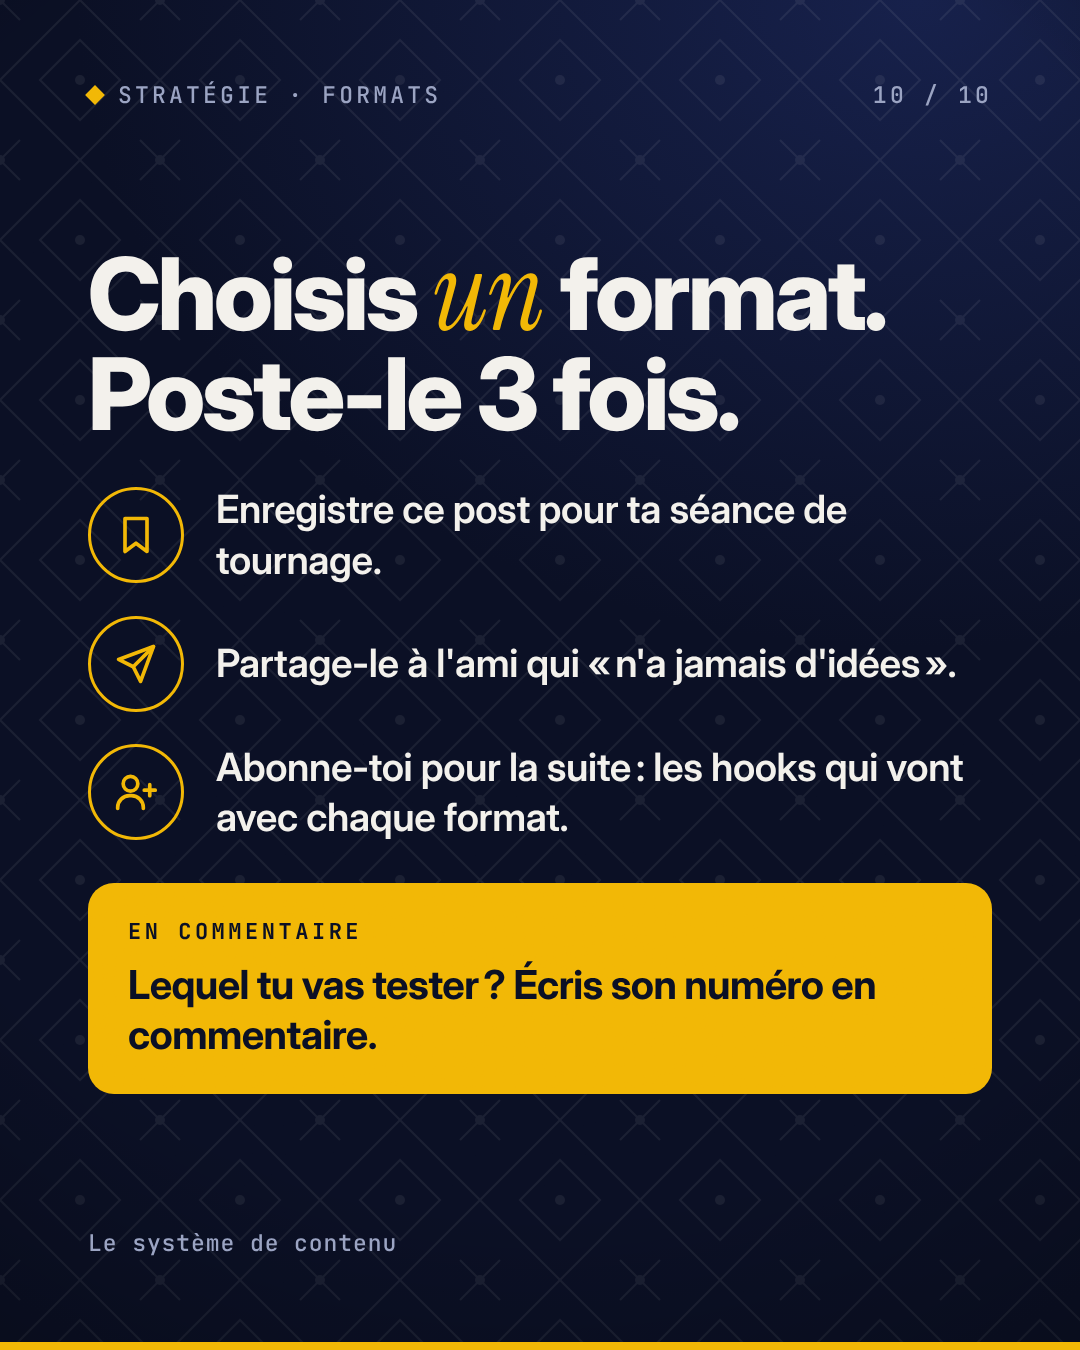 STRATÉGIE · FORMATS
10 / 10
Choisis un format.
Poste-le 3 fois.
Enregistre ce post pour ta séance de
tournage.
Partage-le à l'ami qui « n'a jamais d'idées ».
Abonne-toi pour la suite : les hooks qui vont
avec chaque format.
EN COMMENTAIRE
Lequel tu vas tester ? Écris son numéro en
commentaire.
Le système de contenu